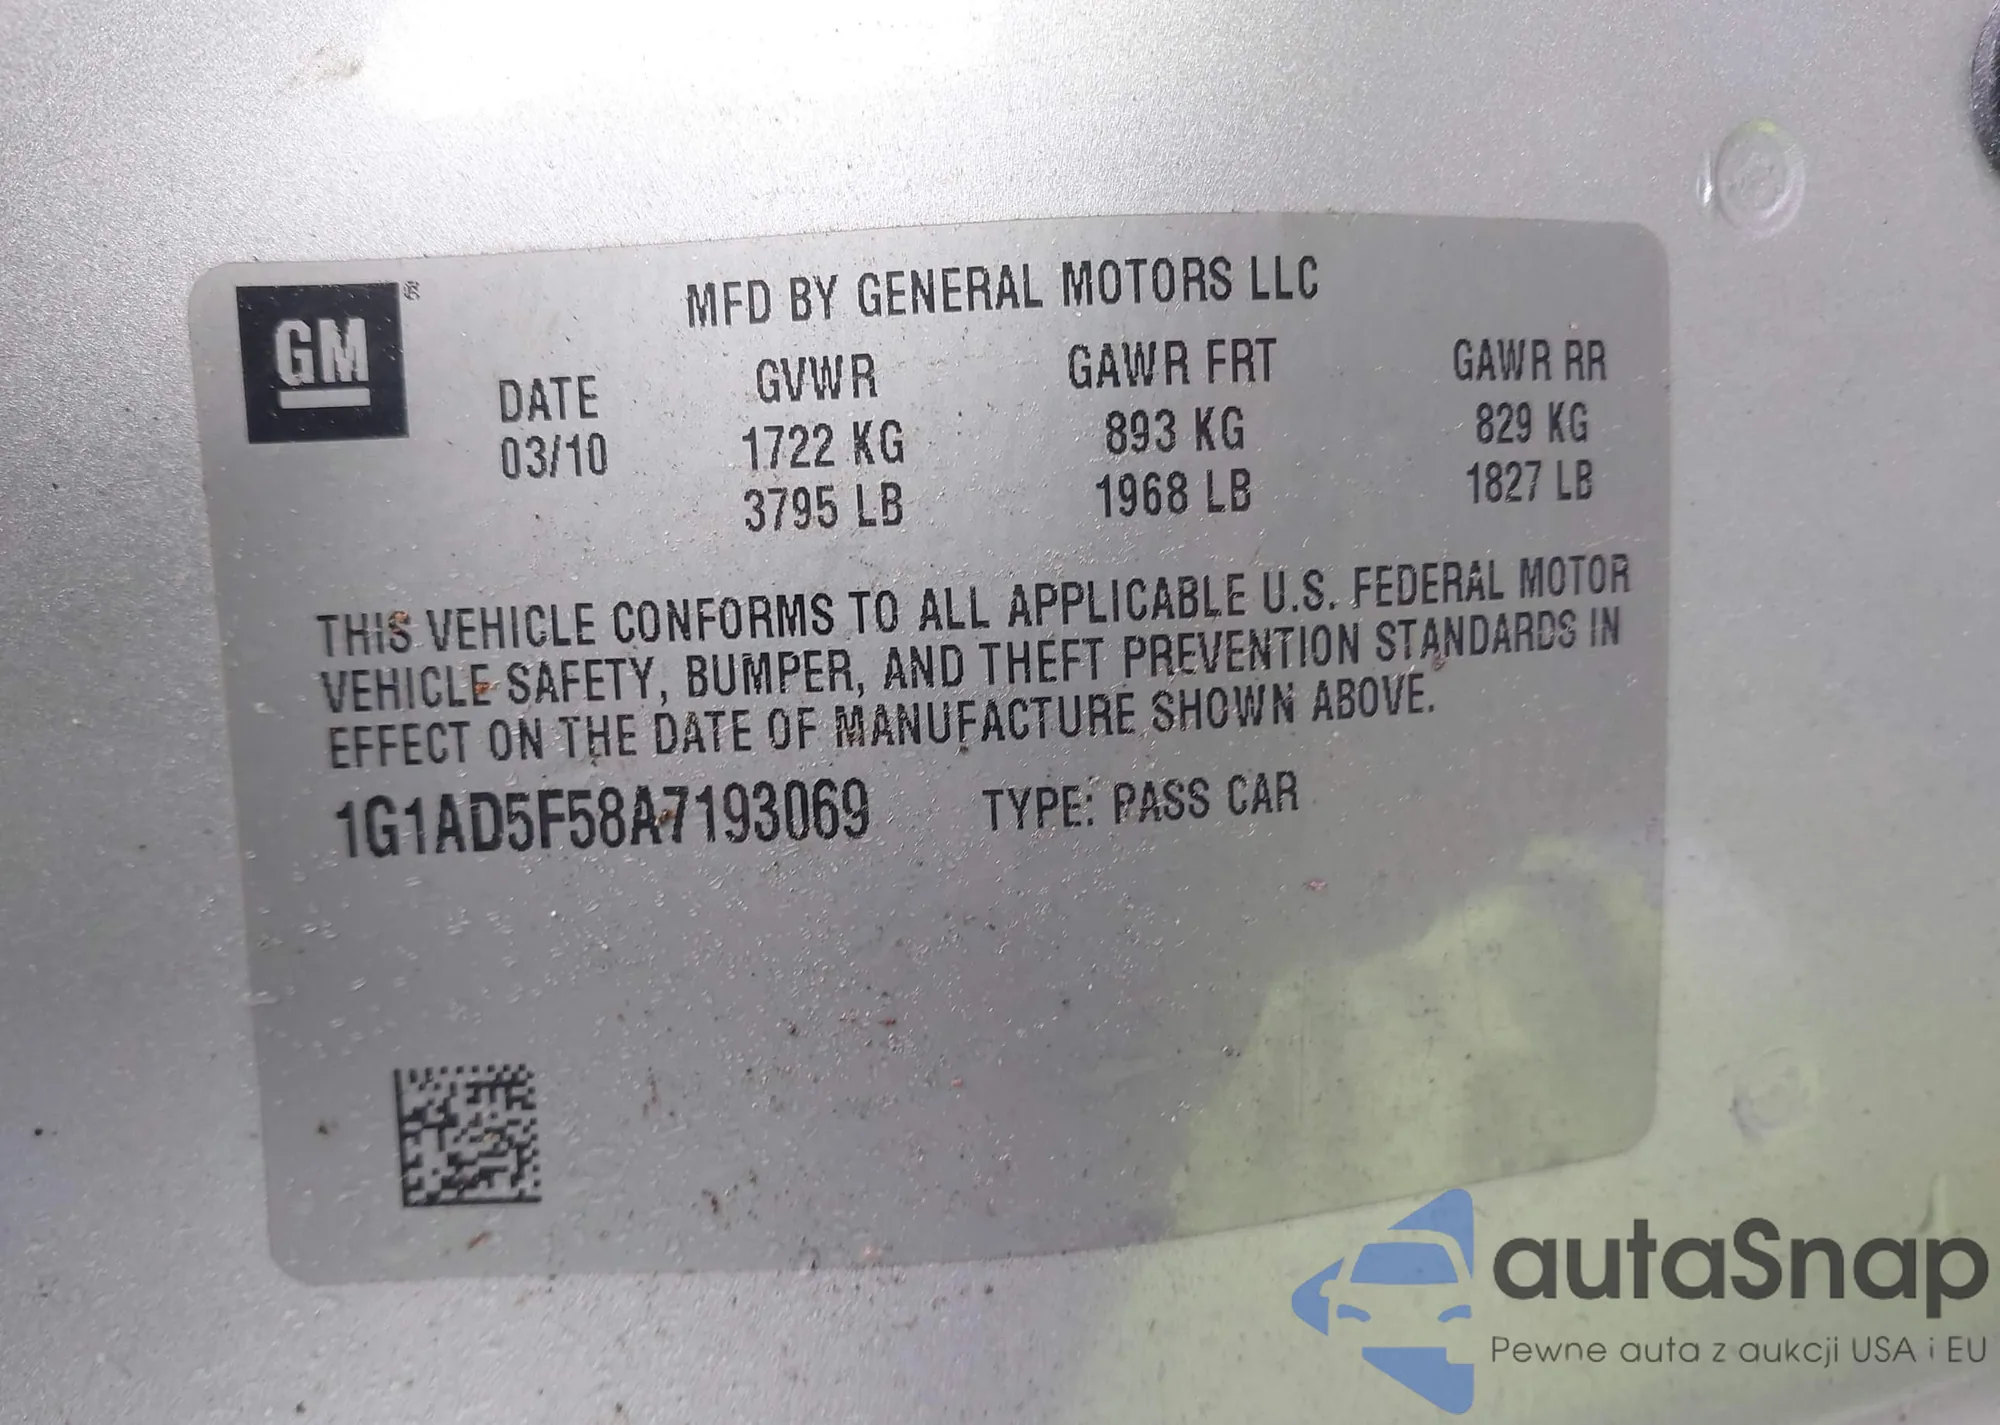 GM
®
MFD BY GENERAL MOTORS LLC
DATE GVWR GAWR FRT GAWR RR
03/10 1722 KG 893 KG 829 KG
3795 LB 1968 LB 1827 LB
THIS VEHICLE CONFORMS TO ALL APPLICABLE U.S. FEDERAL MOTOR
VEHICLE SAFETY, BUMPER, AND THEFT PREVENTION STANDARDS IN
EFFECT ON THE DATE OF MANUFACTURE SHOWN ABOVE.
1G1AD5F58A7193069 TYPE: PASS CAR
autaSnap
Pewne auta z aukcji USA i EU